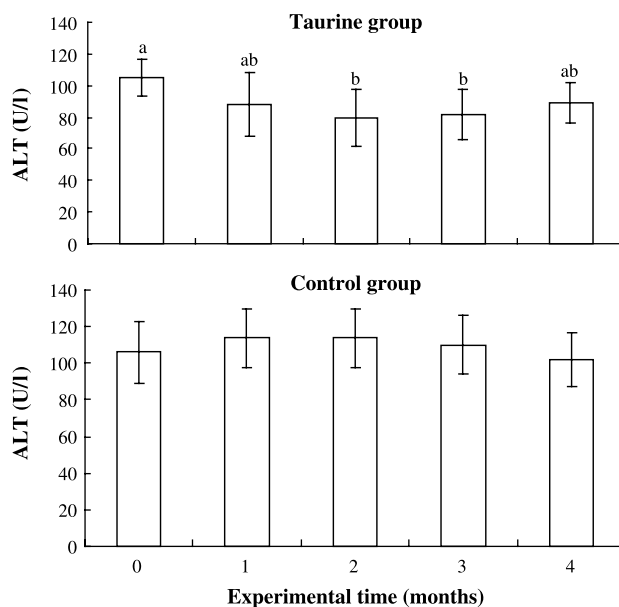 Taurine group
ALT (U/I)
140
120
100
80
60
40
20
0
a
ab
b
b
ab
Control group
ALT (U/I)
140
120
100
80
60
40
20
0
0 1 2 3 4
Experimental time (months)